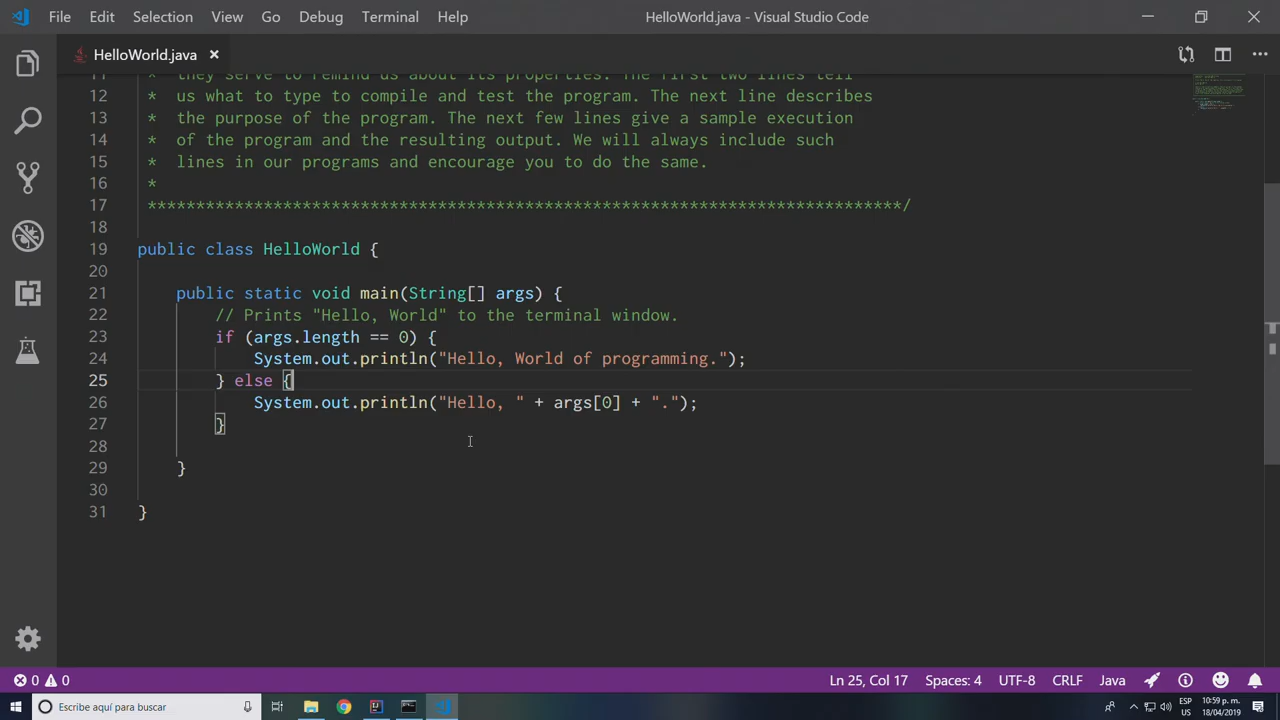 File Edit Selection View Go Debug Terminal Help HelloWorld.java - Visual Studio Code
HelloWorld.java
11 * they serve to remind us about its properties. The first two lines tell
12 * us what to type to compile and test the program. The next line describes
13 * the purpose of the program. The next few lines give a sample execution
14 * of the program and the resulting output. We will always include such
15 * lines in our programs and encourage you to do the same.
16 *
17 ******************************************************************************/
18
19 public class HelloWorld {
20
21 public static void main(String[] args) {
22 // Prints "Hello, World" to the terminal window.
23 if (args.length == 0) {
24 System.out.println("Hello, World of programming.");
25 } else {
26 System.out.println("Hello, " + args[0] + ".");
27 }
28
29 }
30
31 }
0 0 Ln 25, Col 17 Spaces: 4 UTF-8 CRLF Java
Escribe aquí para buscar
ESP 10:59 p. m.
US 18/04/2019